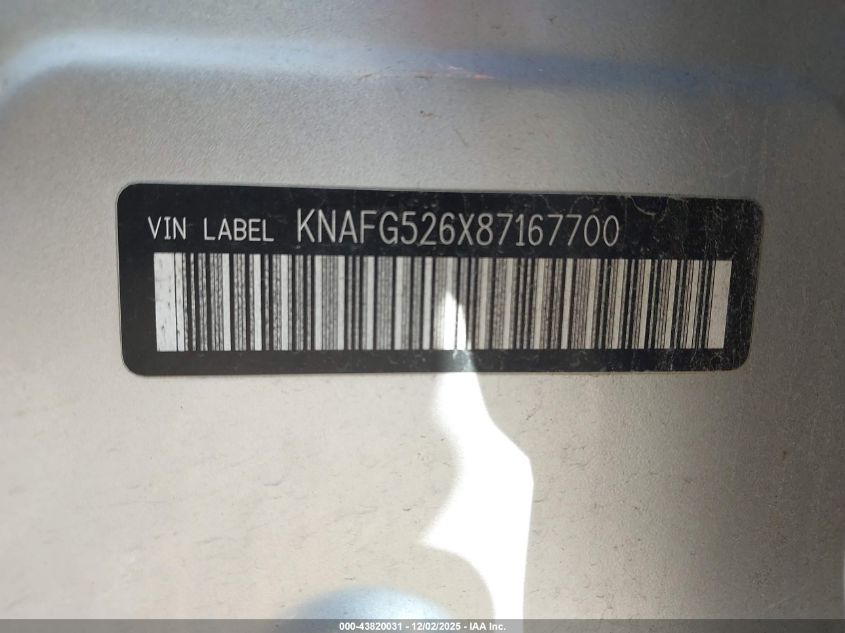 VIN LABEL KNAFG526X87167700
000-43820031 - 12/02/2025 - IAA Inc.